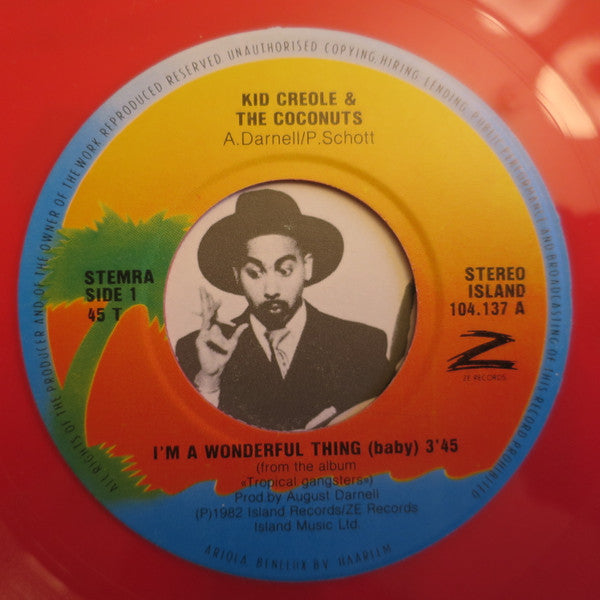 ALL RIGHTS OF THE PRODUCER AND OF THE OWNER OF THE WORK REPRODUCED RESERVED UNAUTHORISED COPYING, HIRING, LENDING, PUBLIC PERFORMANCE AND BROADCASTING OF THIS RECORD PROHIBITED
KID CREOLE &
THE COCONUTS
A.Darnell/P.Schott
STEMRA
SIDE 1
45 T
STEREO
ISLAND
104.137 A
Z
ZE RECORDS
I'M A WONDERFUL THING (baby) 3'45
(from the album
«Tropical gangsters»)
Prod.by August Darnell
(P)1982 Island Records/ZE Records
Island Music Ltd.
ARIOLA BENELUX BV HAARLEM